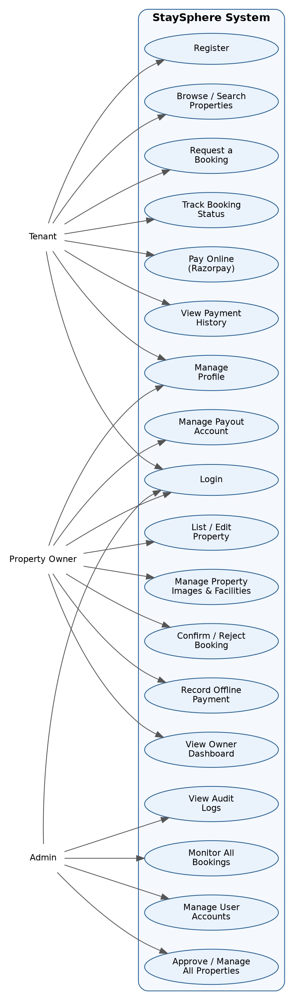 StaySphere System
Register
Browse / Search
Properties
Request a
Booking
Track Booking
Status
Tenant
Pay Online
(Razorpay)
View Payment
History
Manage
Profile
Manage Payout
Account
Login
List / Edit
Property
Property Owner
Manage Property
Images & Facilities
Confirm / Reject
Booking
Record Offline
Payment
View Owner
Dashboard
View Audit
Logs
Admin
Monitor All
Bookings
Manage User
Accounts
Approve / Manage
All Properties